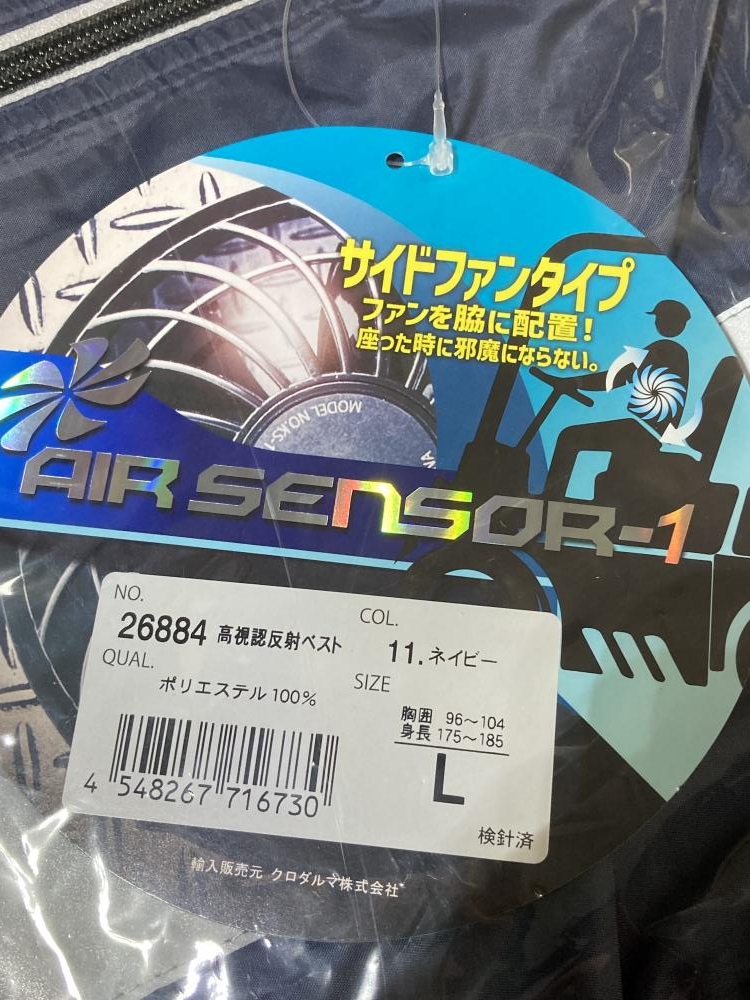 サイドファンタイプ
ファンを脇に配置!
座った時に邪魔にならない。
MODEL NO.KS-
AIR SENSOR-1
NO.
26884 高視認反射ベスト
COL.
11.ネイビー
QUAL.
ポリエステル 100%
SIZE
胸囲 96~104
身長 175~185
L
4 548267 716730
検針済
輸入販売元 クロダルマ株式会社